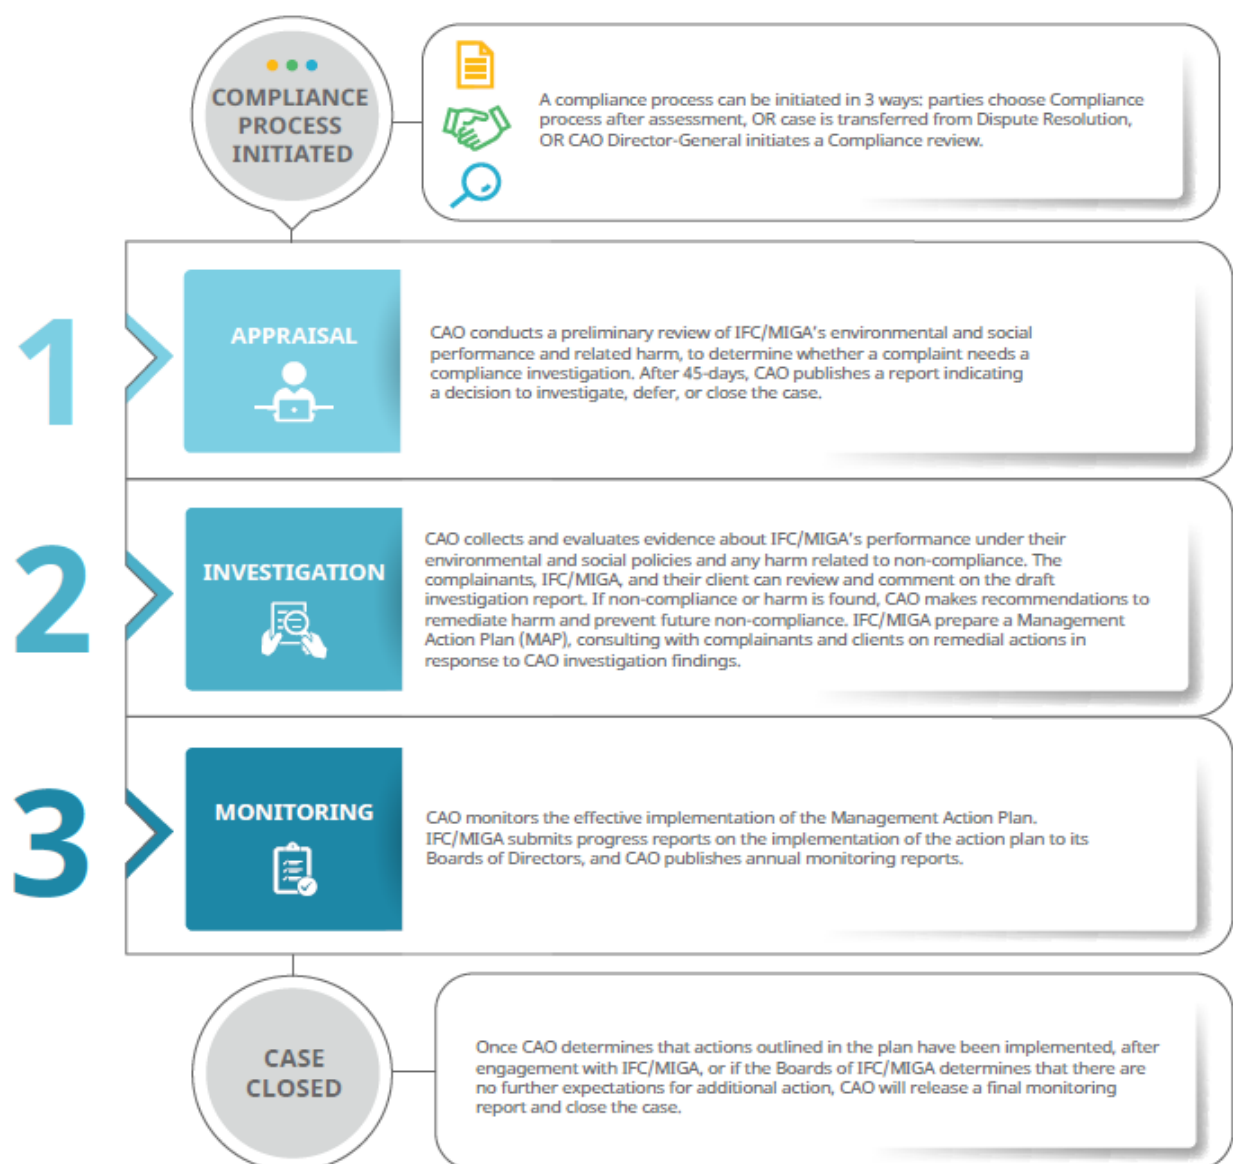 COMPLIANCE
PROCESS
INITIATED
A compliance process can be initiated in 3 ways: parties choose Compliance
process after assessment, OR case is transferred from Dispute Resolution,
OR CAO Director-General initiates a Compliance review.
1
APPRAISAL
CAO conducts a preliminary review of IFC/MIGA's environmental and social
performance and related harm, to determine whether a complaint needs a
compliance investigation. After 45-days, CAO publishes a report indicating
a decision to investigate, defer, or close the case.
2
INVESTIGATION
CAO collects and evaluates evidence about IFC/MIGA's performance under their
environmental and social policies and any harm related to non-compliance. The
complainants, IFC/MIGA, and their client can review and comment on the draft
investigation report. If non-compliance or harm is found, CAO makes recommendations to
remediate harm and prevent future non-compliance. IFC/MIGA prepare a Management
Action Plan (MAP), consulting with complainants and clients on remedial actions in
response to CAO investigation findings.
3
MONITORING
CAO monitors the effective implementation of the Management Action Plan.
IFC/MIGA submits progress reports on the implementation of the action plan to its
Boards of Directors, and CAO publishes annual monitoring reports.
CASE
CLOSED
Once CAO determines that actions outlined in the plan have been implemented, after
engagement with IFC/MIGA, or if the Boards of IFC/MIGA determines that there are
no further expectations for additional action, CAO will release a final monitoring
report and close the case.